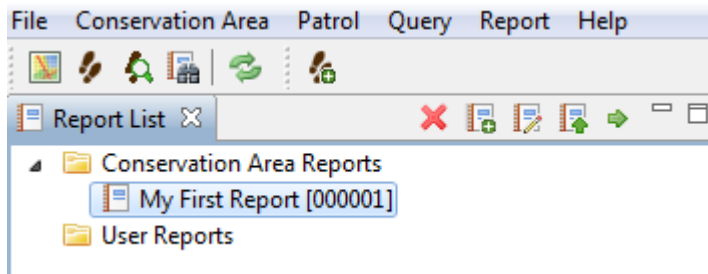 File Conservation Area Patrol Query Report Help
Report List
Conservation Area Reports
My First Report [000001]
User Reports